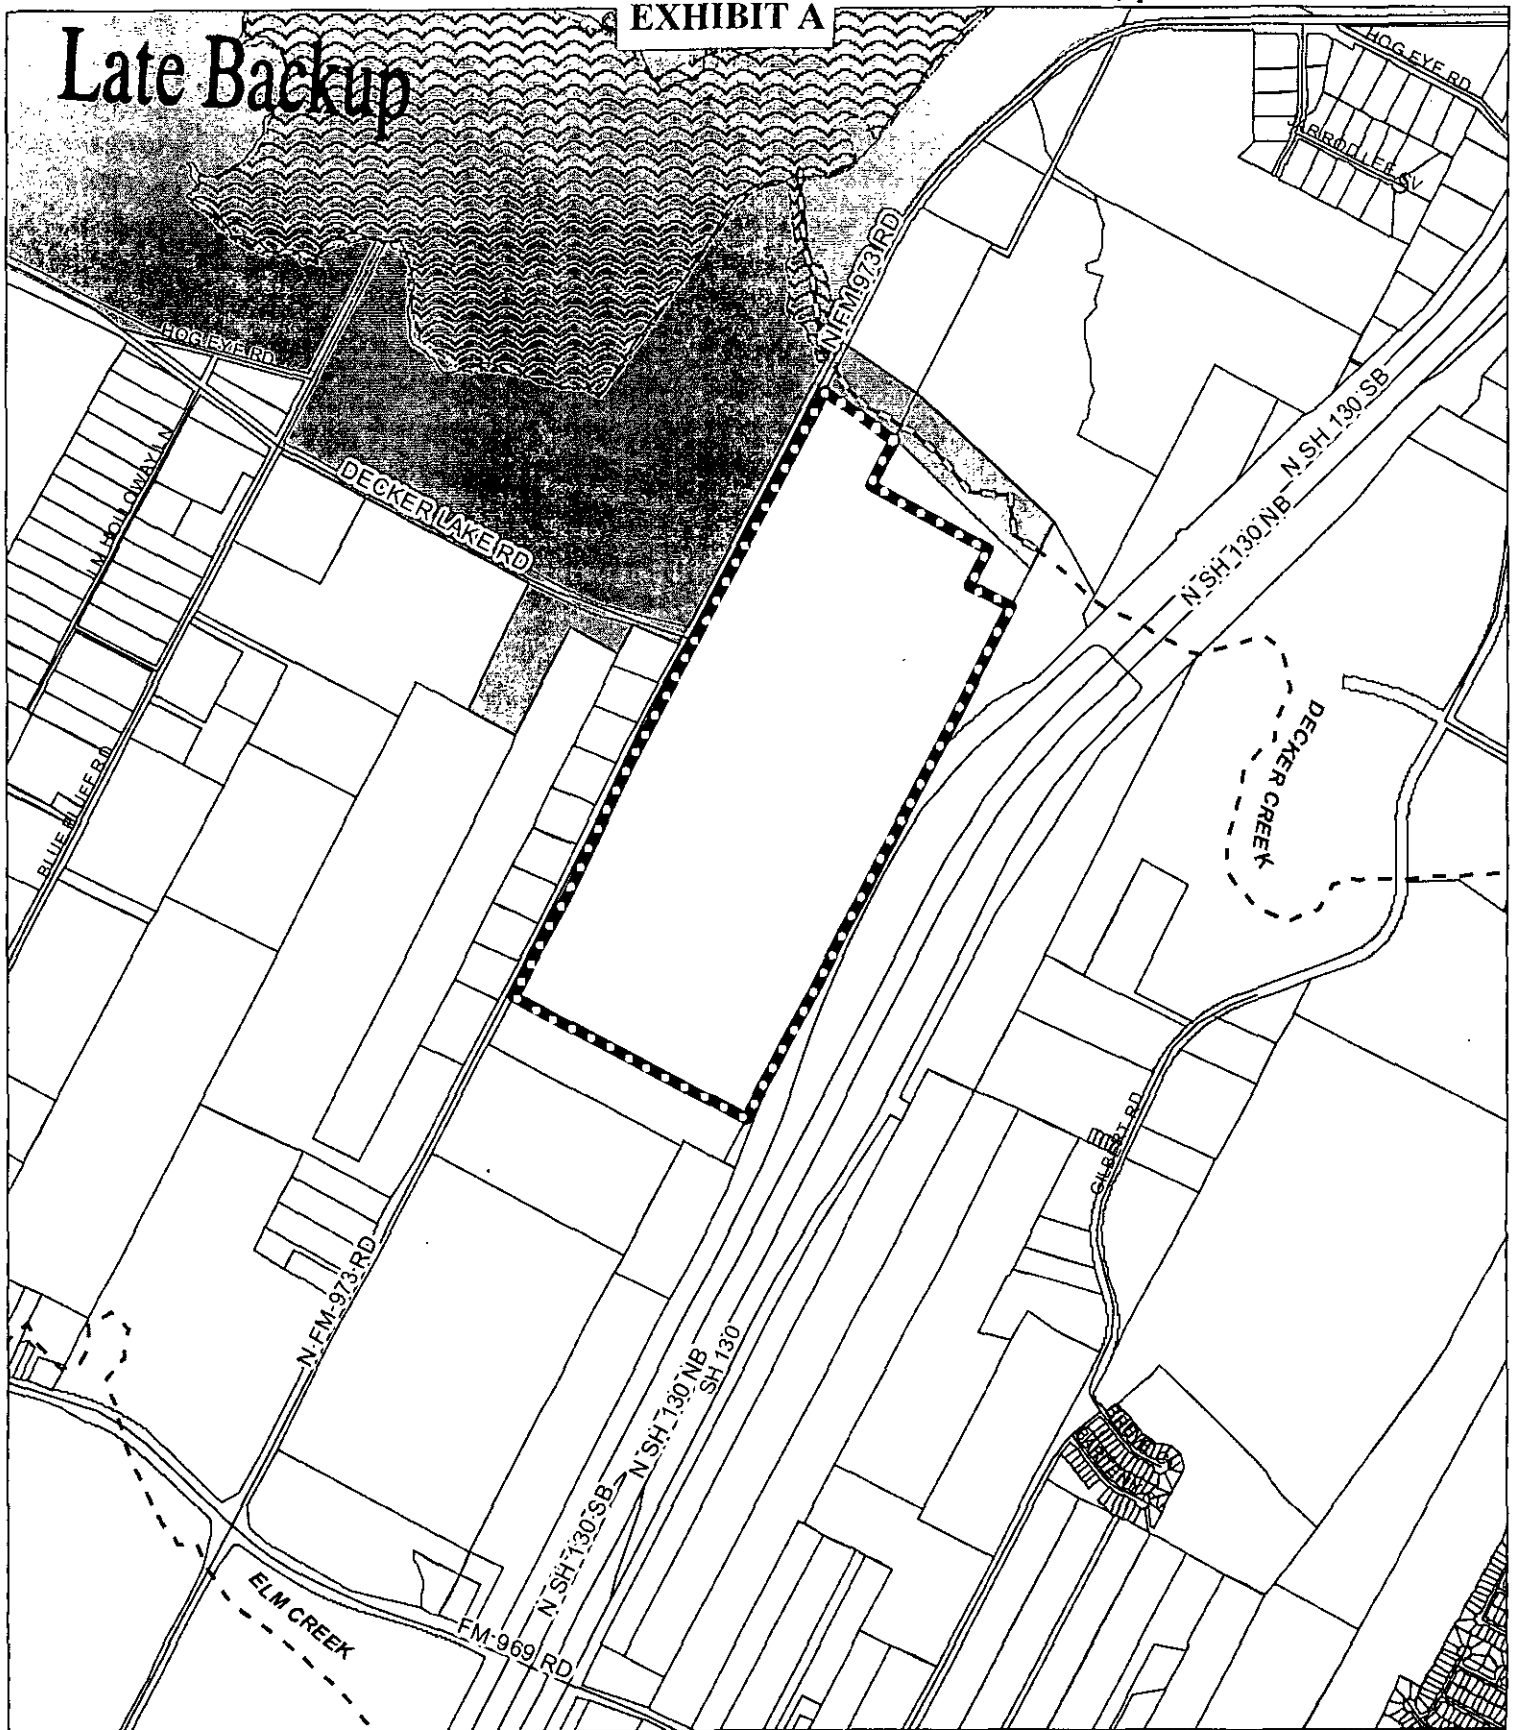 EXHIBIT A
Late Backup
HOG EYE RD
N FM 973 RD
HOG EYE RD
N SH 130 SB
DECKER LAKE RD
N SH 130 NB
DECKER CREEK
BLUE BLUFF RD
GILBERT RD
N FM 973 RD
SH 130
N SH 130 NB
N SH 130 SB
ELM CREEK
FM 969 RD